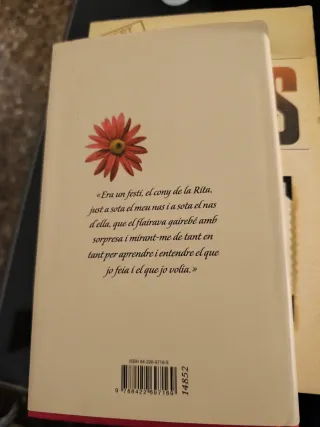 «Era un festí, el cony de la Rita,
just a sota el meu nas i a sota el nas
d'ella, que el flairava gairebé amb
sorpresa i mirant-me de tant en
tant per aprendre i entendre el que
jo feia i el que jo volia.»
14852